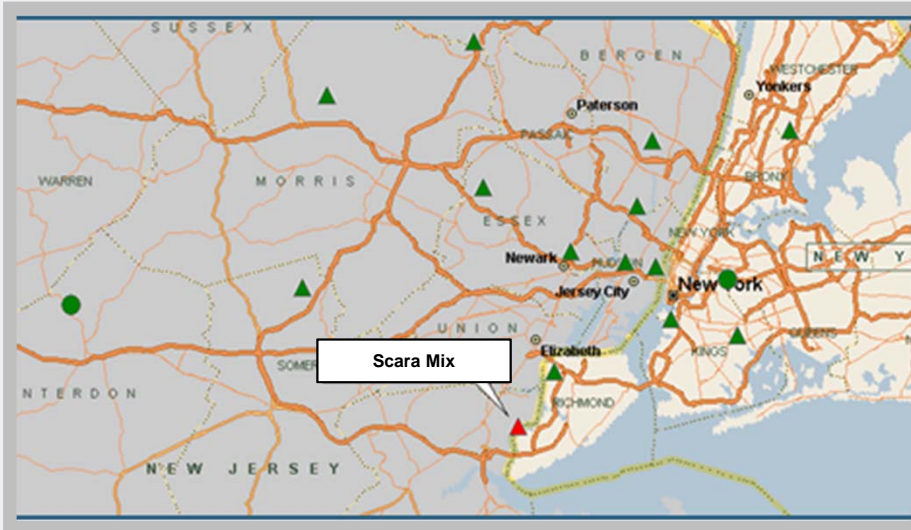 SUSSEX
BERGEN
WESTCHESTER
Yonkers
Paterson
PASSAIC
WARREN
MORRIS
BRONX
ESSEX
NEW YORK
Newark
HUDSON
NEW Y
New York
Jersey City
UNION
QUEENS
Elizabeth
KINGS
Scara Mix
SOMER
NTERDON
RICHMOND
NEW JERSEY